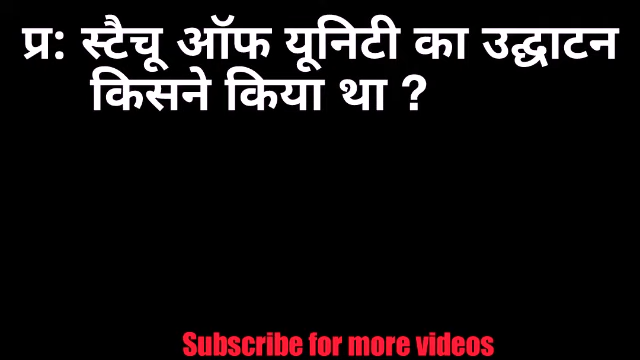 प्र: स्टैचू ऑफ यूनिटी का उद्घाटन
किसने किया था ?
Subscribe for more videos